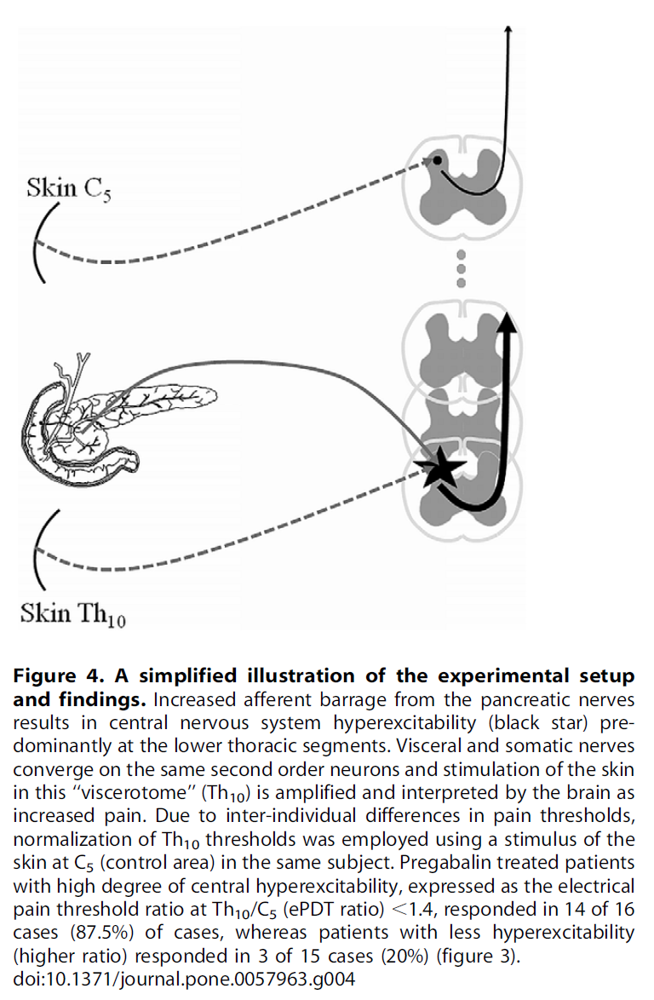 Skin C5
Skin Th10
Figure 4. A simplified illustration of the experimental setup
and findings. Increased afferent barrage from the pancreatic nerves
results in central nervous system hyperexcitability (black star) pre-
dominantly at the lower thoracic segments. Visceral and somatic nerves
converge on the same second order neurons and stimulation of the skin
in this “viscerotome” (Th10) is amplified and interpreted by the brain as
increased pain. Due to inter-individual differences in pain thresholds,
normalization of Th10 thresholds was employed using a stimulus of the
skin at C5 (control area) in the same subject. Pregabalin treated patients
with high degree of central hyperexcitability, expressed as the electrical
pain threshold ratio at Th10/C5 (ePDT ratio) <1.4, responded in 14 of 16
cases (87.5%) of cases, whereas patients with less hyperexcitability
(higher ratio) responded in 3 of 15 cases (20%) (figure 3).
doi:10.1371/journal.pone.0057963.g004